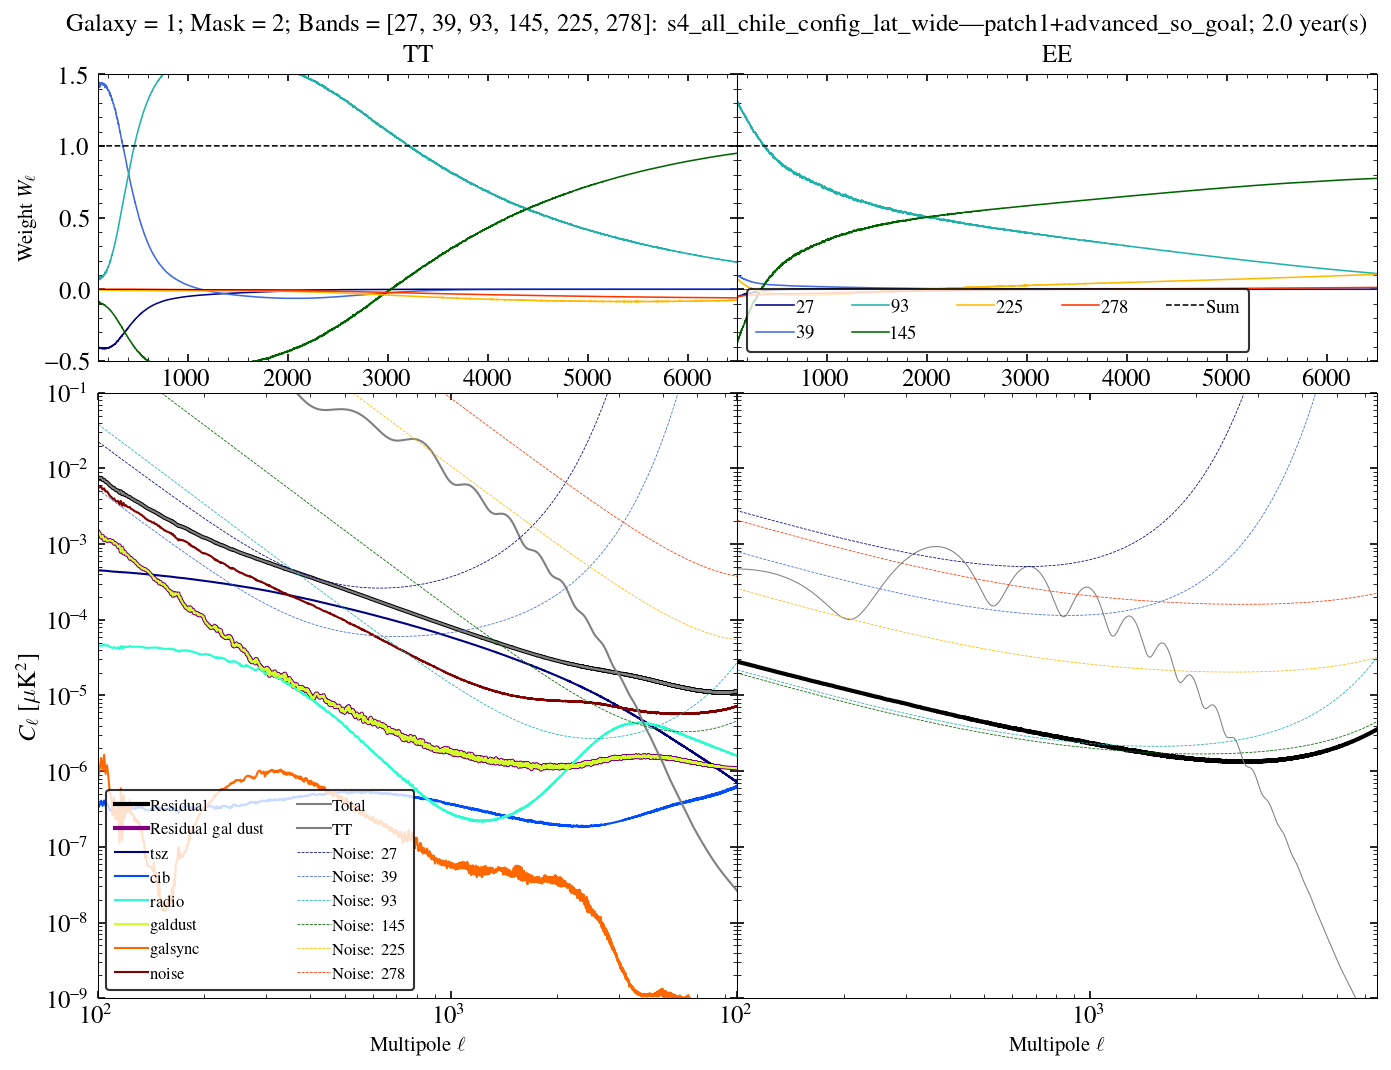 Galaxy = 1; Mask = 2; Bands = [27, 39, 93, 145, 225, 278]: s4_all_chile_config_lat_wide—patch1+advanced_so_goal; 2.0 year(s)
TT EE
1.5
1.0
0.5
0.0
−0.5
Weight Wℓ
27 93 225 278 Sum
39 145
1000 2000 3000 4000 5000 6000 1000 2000 3000 4000 5000 6000
10⁻¹
10⁻²
10⁻³
10⁻⁴
10⁻⁵
10⁻⁶
10⁻⁷
10⁻⁸
10⁻⁹
Cℓ [μK²]
Residual Total
Residual gal dust TT
tsz Noise: 27
cib Noise: 39
radio Noise: 93
galdust Noise: 145
galsync Noise: 225
noise Noise: 278
10² 10³ 10² 10³
Multipole ℓ Multipole ℓ